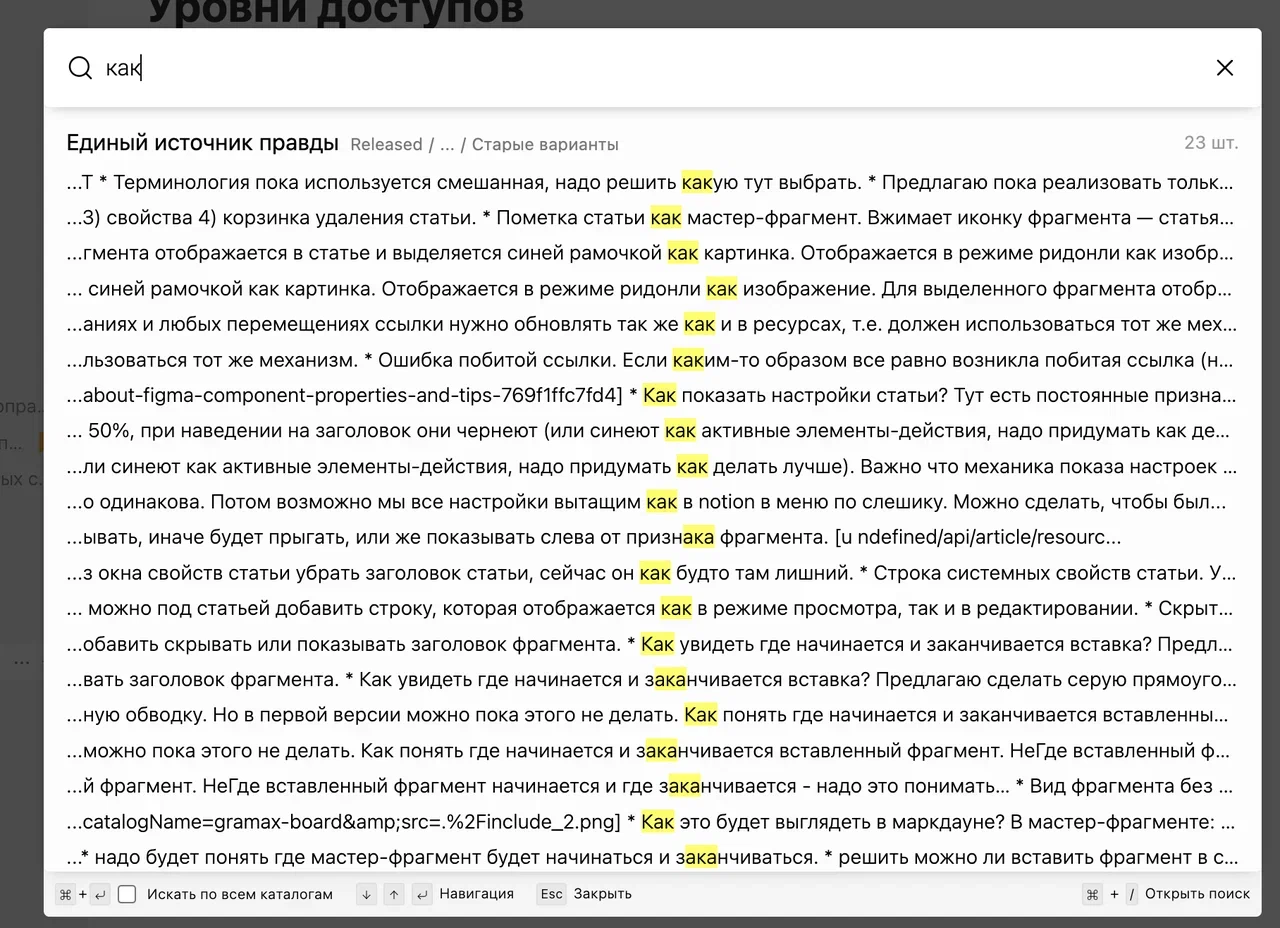 Уровни доступов
как
Единый источник правды Released / ... / Старые варианты 23 шт.
...Т * Терминология пока используется смешанная, надо решить какую тут выбрать. * Предлагаю пока реализовать тольк...
...3) свойства 4) корзинка удаления статьи. * Пометка статьи как мастер-фрагмент. Вжимает иконку фрагмента — статья...
...гмента отображается в статье и выделяется синей рамочкой как картинка. Отображается в режиме ридонли как изобр...
... синей рамочкой как картинка. Отображается в режиме ридонли как изображение. Для выделенного фрагмента отобр...
...аниях и любых перемещениях ссылки нужно обновлять так же как и в ресурсах, т.е. должен использоваться тот же мех...
...льзоваться тот же механизм. * Ошибка побитой ссылки. Если каким-то образом все равно возникла побитая ссылка (н...
...about-figma-component-properties-and-tips-769f1ffc7fd4] * Как показать настройки статьи? Тут есть постоянные призна...
... 50%, при наведении на заголовок они чернеют (или синеют как активные элементы-действия, надо придумать как де...
...ли синеют как активные элементы-действия, надо придумать как делать лучше). Важно что механика показа настроек ...
...о одинакова. Потом возможно мы все настройки вытащим как в notion в меню по слешику. Можно сделать, чтобы был...
...ывать, иначе будет прыгать, или же показывать слева от признака фрагмента. [u ndefined/api/article/resourc...
...з окна свойств статьи убрать заголовок статьи, сейчас он как будто там лишний. * Строка системных свойств статьи. У...
... можно под статьей добавить строку, которая отображается как в режиме просмотра, так и в редактировании. * Скрыт...
...обавить скрывать или показывать заголовок фрагмента. * Как увидеть где начинается и заканчивается вставка? Предл...
...вать заголовок фрагмента. * Как увидеть где начинается и заканчивается вставка? Предлагаю сделать серую прямоуго...
...ную обводку. Но в первой версии можно пока этого не делать. Как понять где начинается и заканчивается вставленны...
...можно пока этого не делать. Как понять где начинается и заканчивается вставленный фрагмент. НеГде вставленный ф...
...й фрагмент. НеГде вставленный фрагмент начинается и где заканчивается - надо это понимать... * Вид фрагмента без ...
...catalogName=gramax-board&amp;src=.%2Finclude_2.png] * Как это будет выглядеть в маркдауне? В мастер-фрагменте: ...
...* надо будет понять где мастер-фрагмент будет начинаться и заканчиваться. * решить можно ли вставить фрагмент в с...
⌘ + ↵ Искать по всем каталогам ↓ ↑ ↵ Навигация Esc Закрыть ⌘ + / Открыть поиск